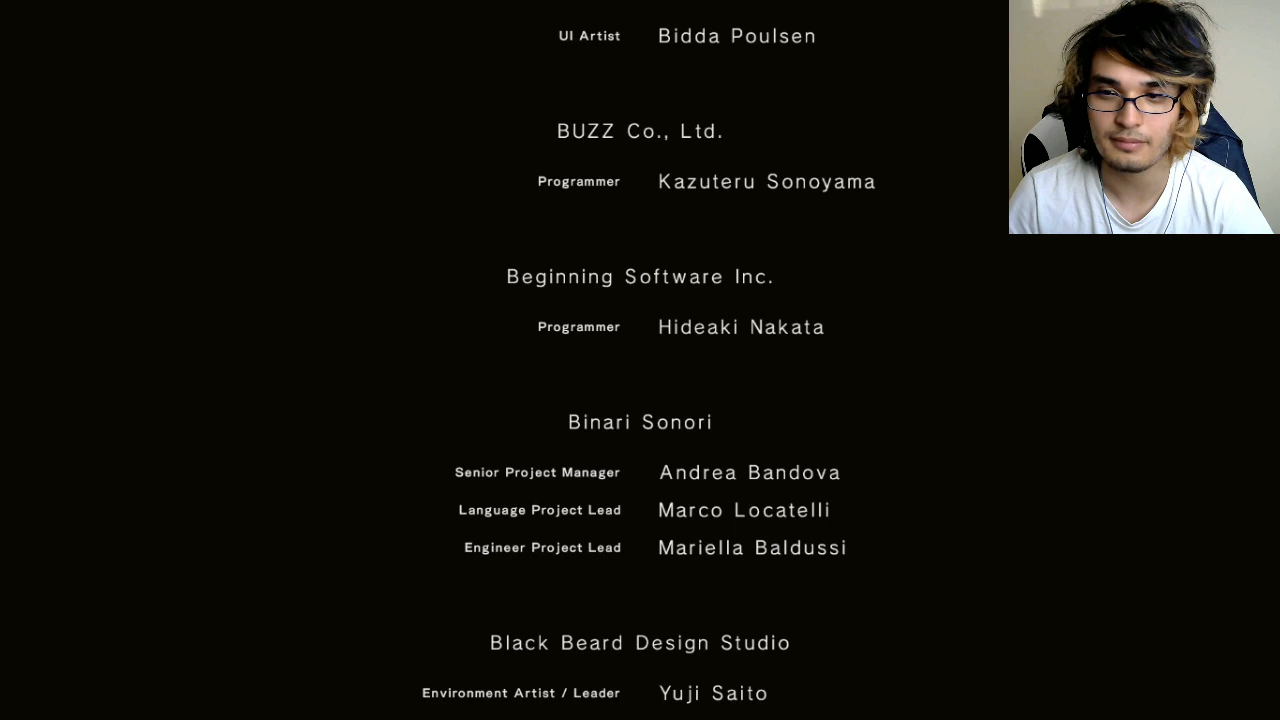 UI Artist Bidda Poulsen
BUZZ Co., Ltd.
Programmer Kazuteru Sonoyama
Beginning Software Inc.
Programmer Hideaki Nakata
Binari Sonori
Senior Project Manager Andrea Bandova
Language Project Lead Marco Locatelli
Engineer Project Lead Mariella Baldussi
Black Beard Design Studio
Environment Artist / Leader Yuji Saito